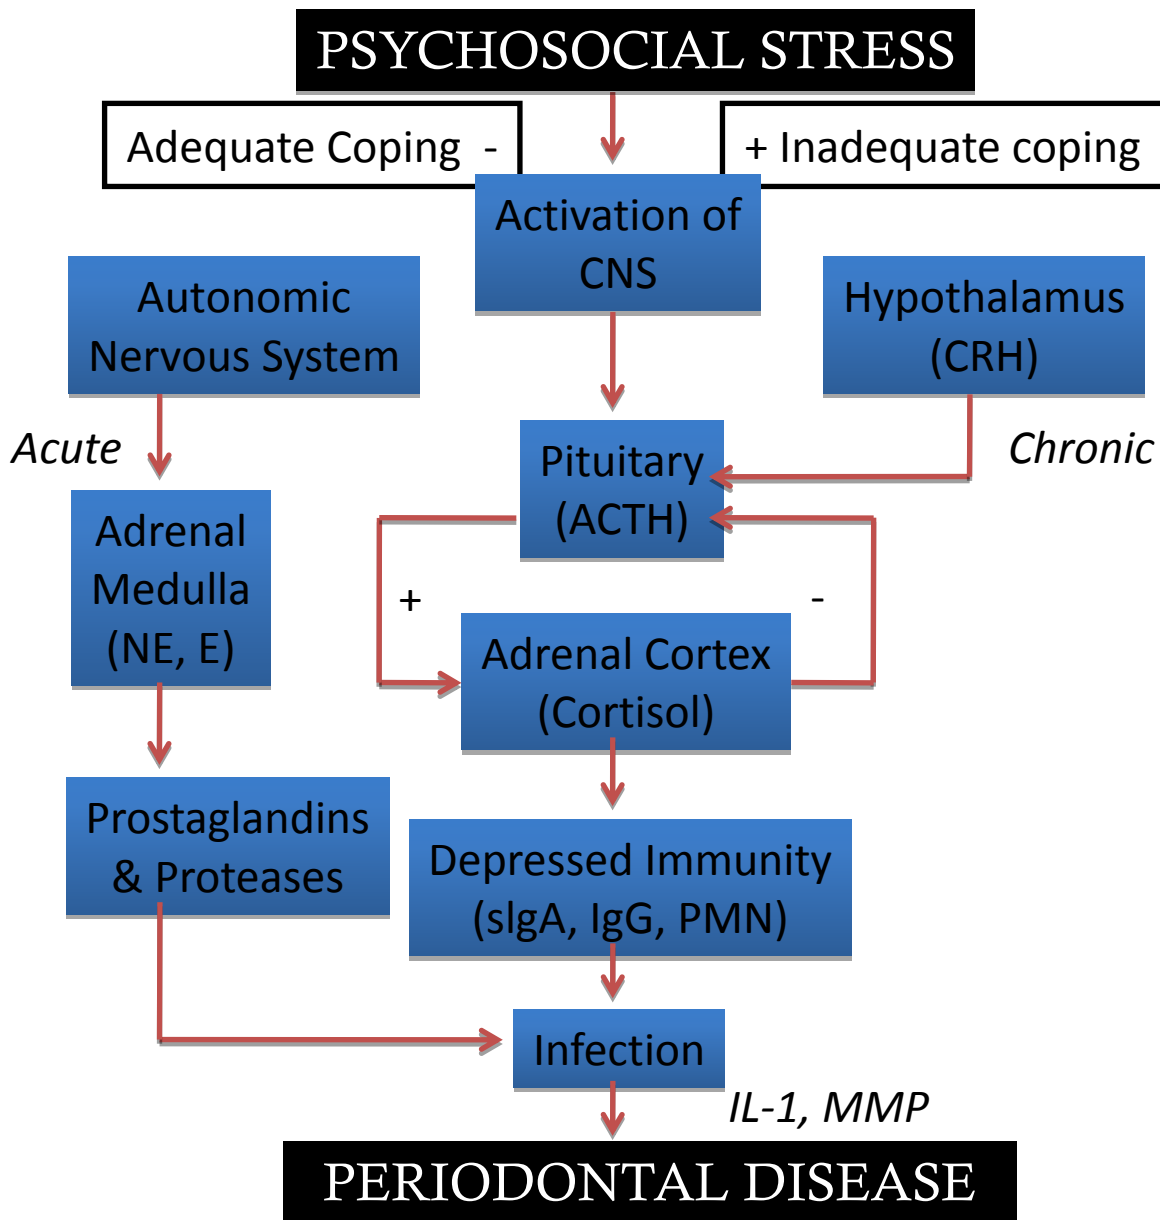 PSYCHOSOCIAL STRESS
Adequate Coping -
+ Inadequate coping
Activation of
CNS
Autonomic
Nervous System
Hypothalamus
(CRH)
Acute
Chronic
Pituitary
(ACTH)
Adrenal
Medulla
(NE, E)
+
-
Adrenal Cortex
(Cortisol)
Prostaglandins
& Proteases
Depressed Immunity
(sIgA, IgG, PMN)
Infection
IL-1, MMP
PERIODONTAL DISEASE